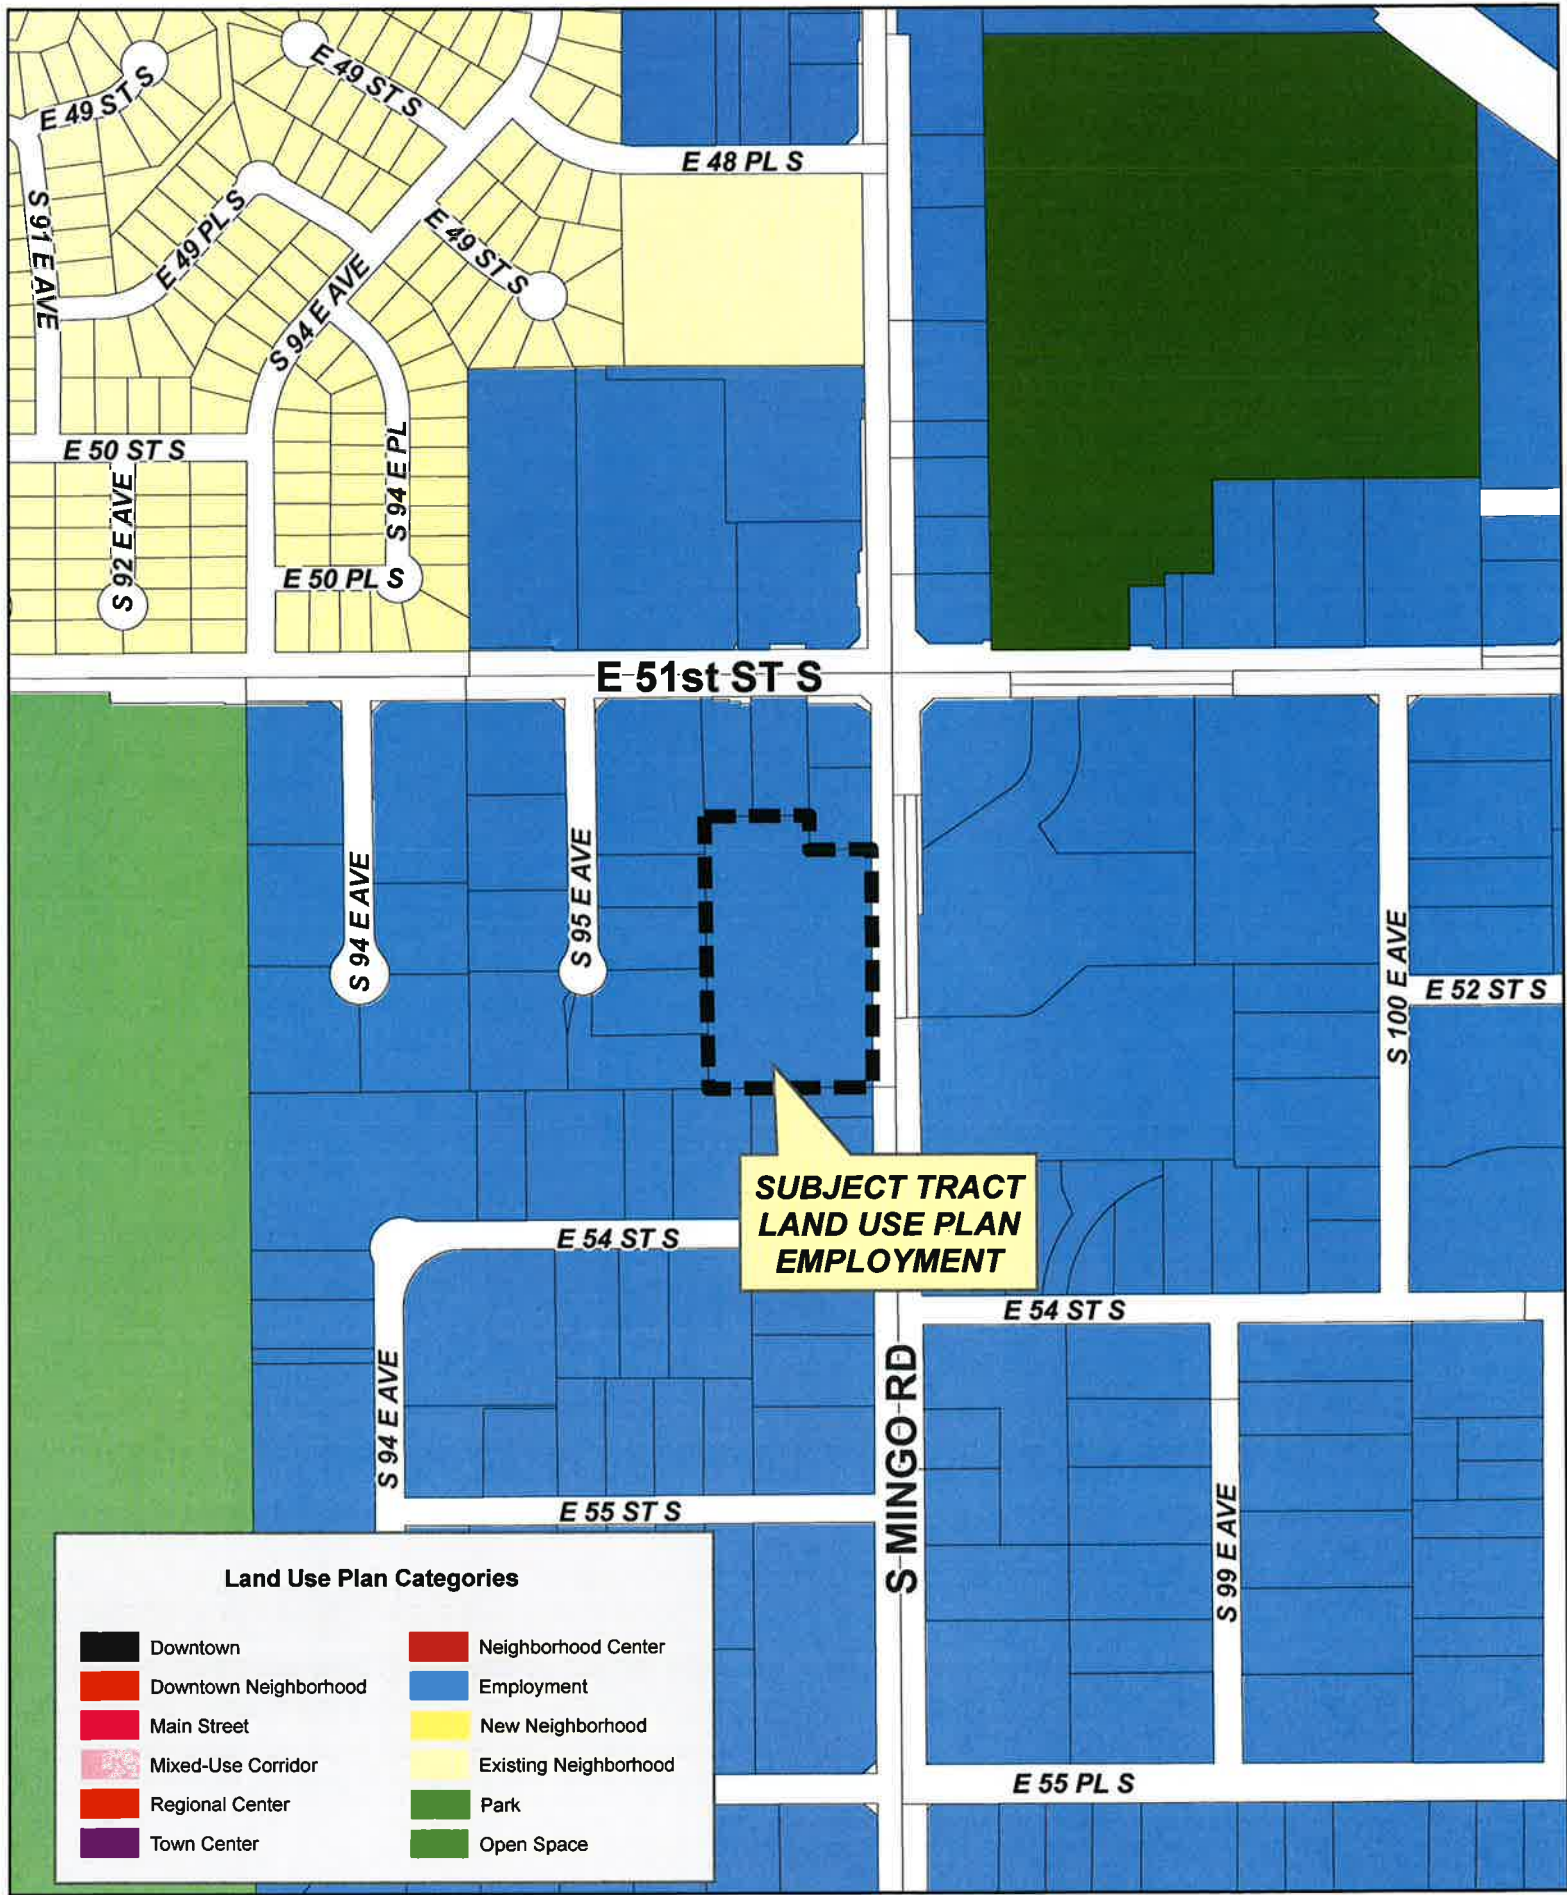 E 49 ST S
E 49 ST S
E 48 PL S
S 91 E AVE
E 49 PL S
E 49 ST S
S 94 E AVE
E 50 ST S
S 92 E AVE
S 94 E PL
E 50 PL S
E 51st ST S
S 94 E AVE
S 95 E AVE
S 100 E AVE
E 52 ST S
SUBJECT TRACT
LAND USE PLAN
EMPLOYMENT
E 54 ST S
E 54 ST S
S 94 E AVE
S MINGO RD
E 55 ST S
S 99 E AVE
E 55 PL S
Land Use Plan Categories
Downtown
Downtown Neighborhood
Main Street
Mixed-Use Corridor
Regional Center
Town Center
Neighborhood Center
Employment
New Neighborhood
Existing Neighborhood
Park
Open Space